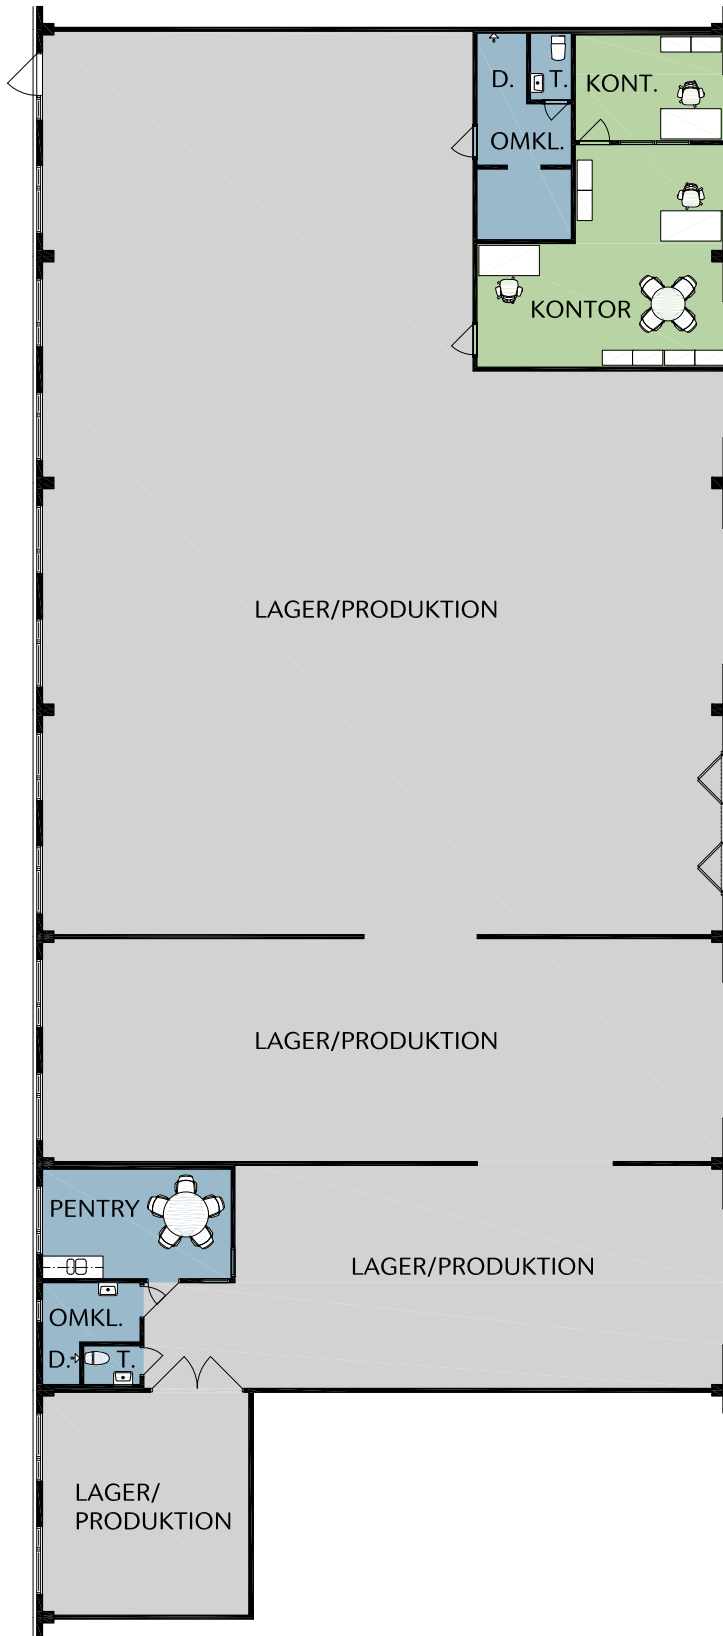 D.
T.
KONT.
OMKL.
KONTOR
LAGER/PRODUKTION
LAGER/PRODUKTION
PENTRY
LAGER/PRODUKTION
OMKL.
D.
T.
LAGER/
PRODUKTION